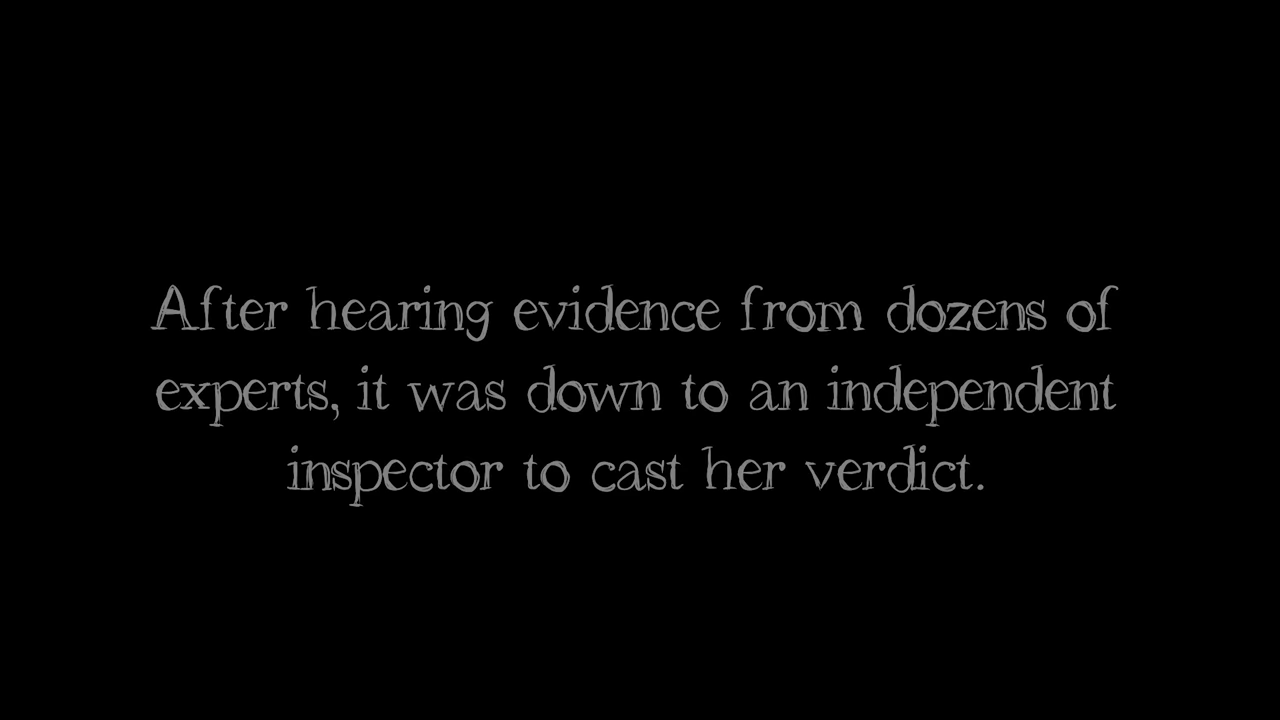 After hearing evidence from dozens of
experts, it was down to an independent
inspector to cast her verdict.